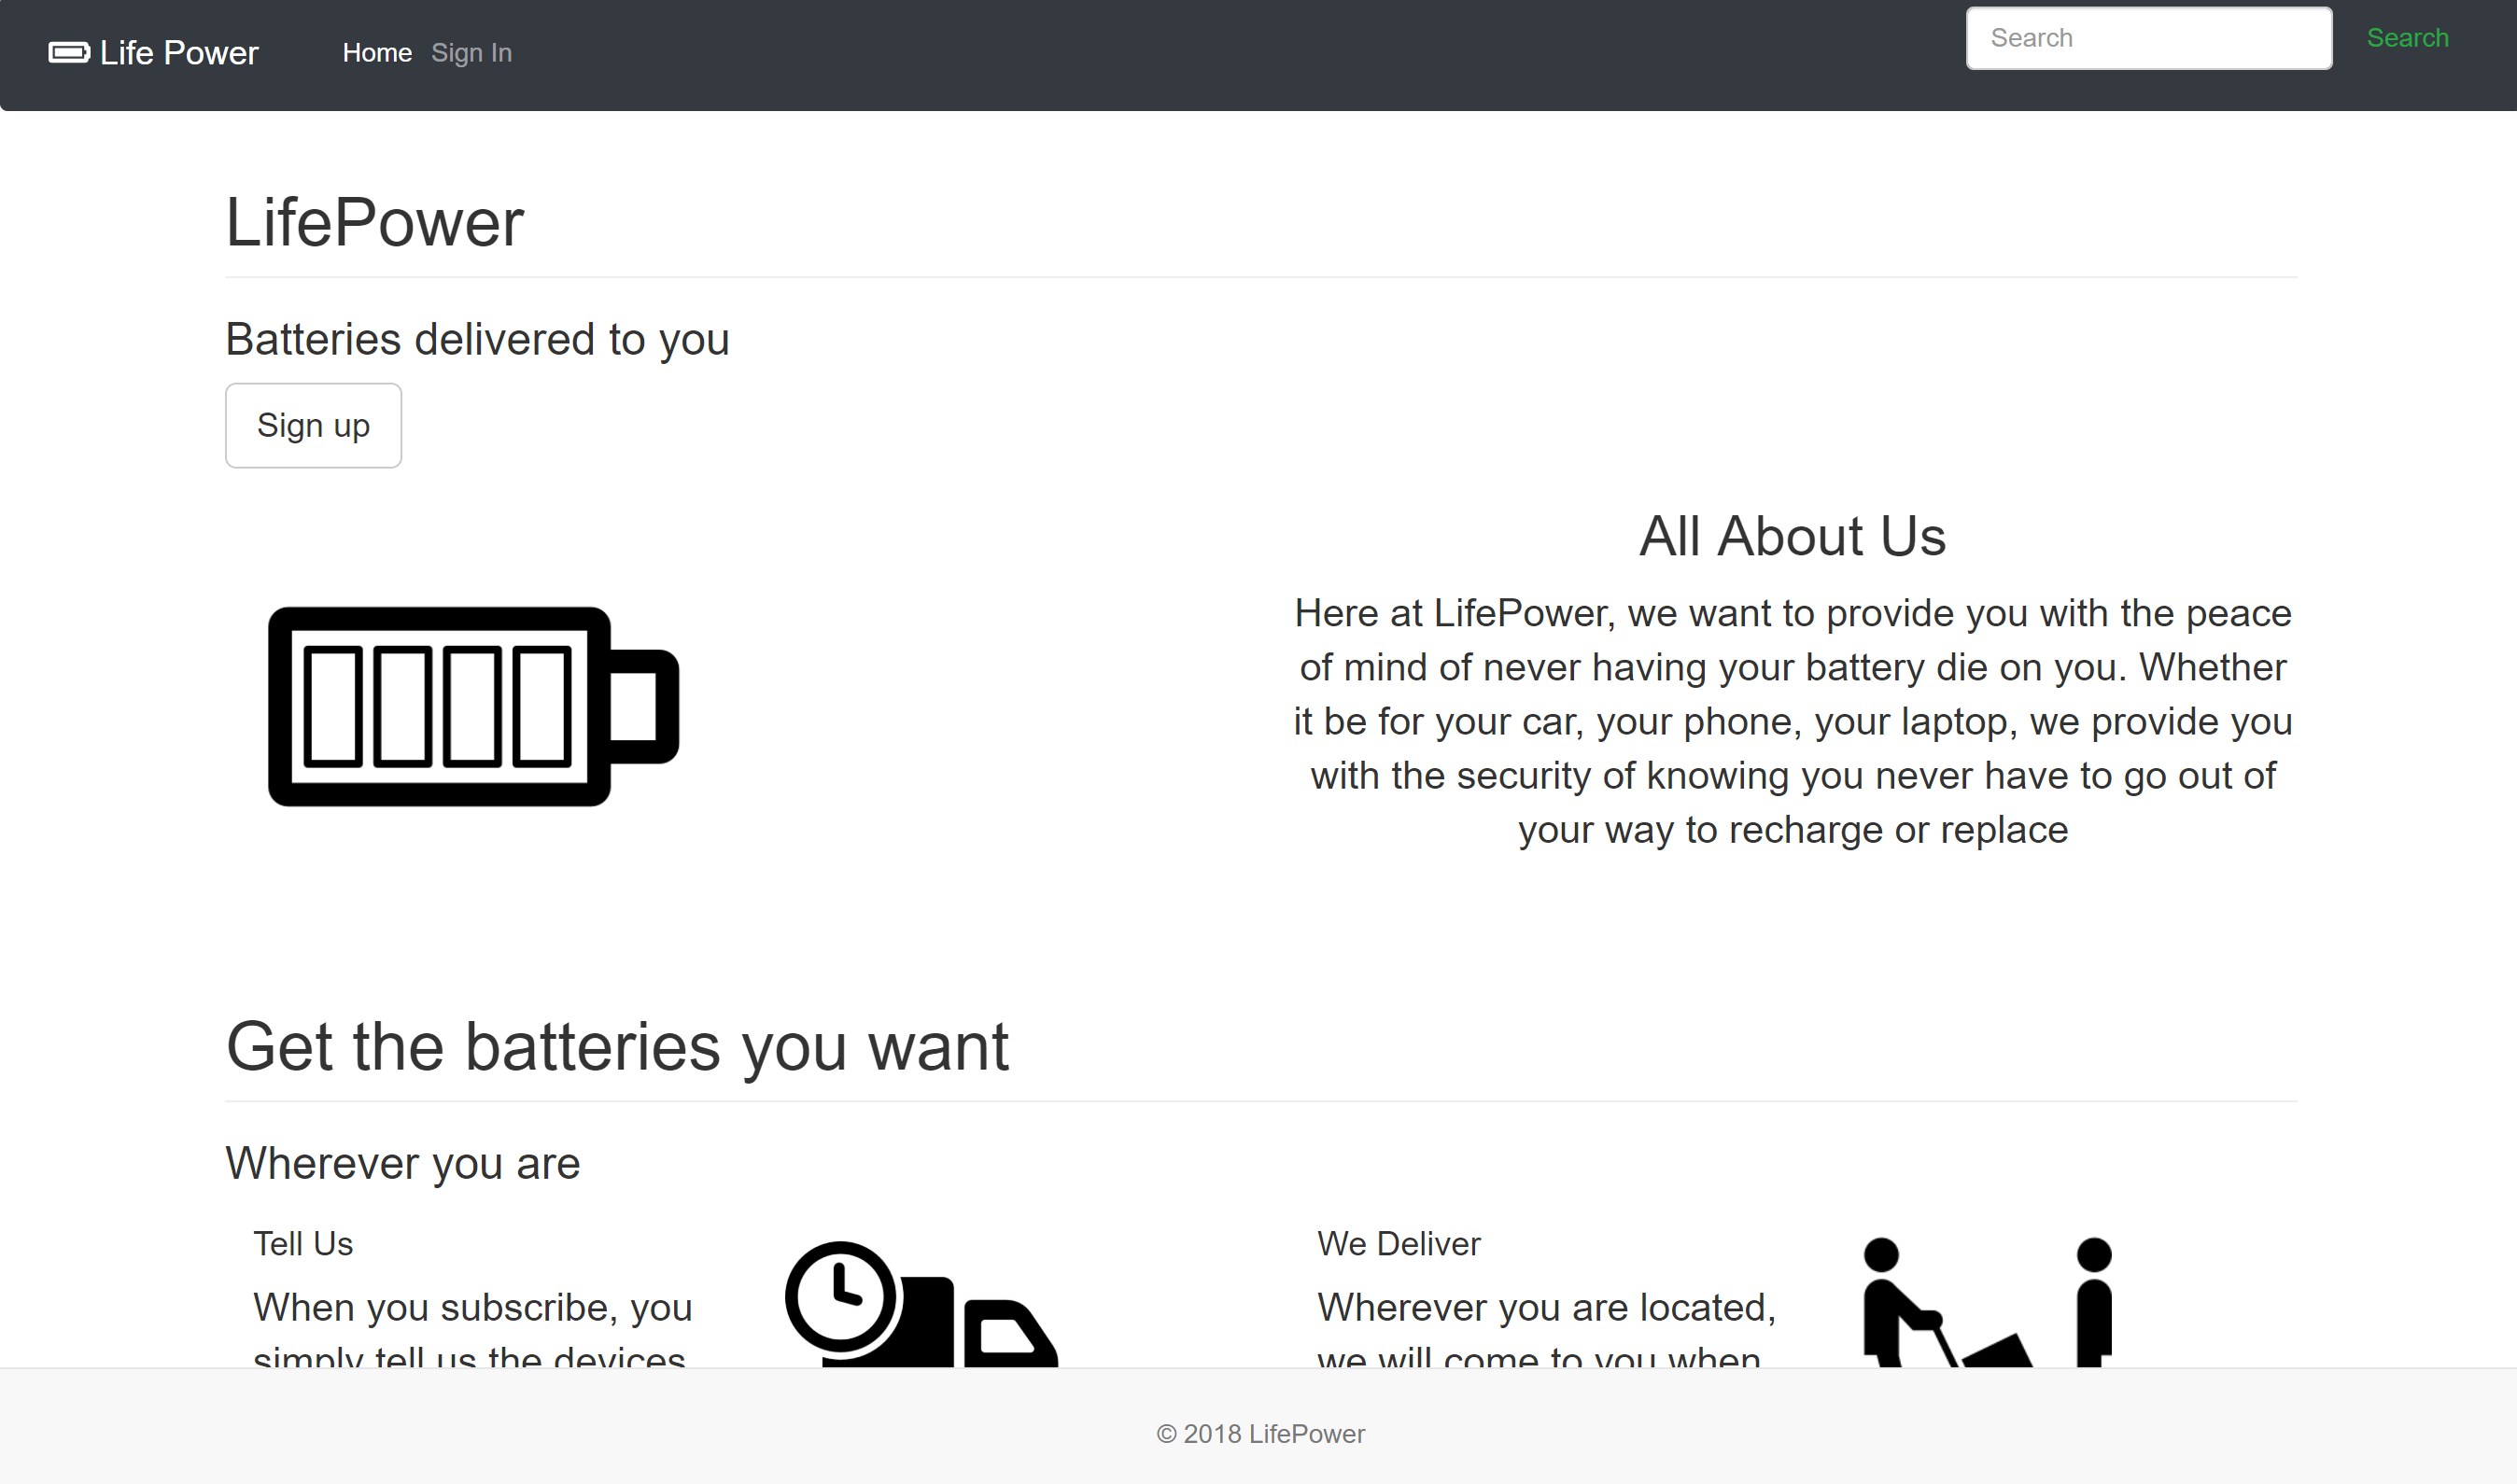 Life Power
Home Sign In
Search
Search
LifePower
Batteries delivered to you
Sign up
All About Us
Here at LifePower, we want to provide you with the peace
of mind of never having your battery die on you. Whether
it be for your car, your phone, your laptop, we provide you
with the security of knowing you never have to go out of
your way to recharge or replace
Get the batteries you want
Wherever you are
Tell Us
When you subscribe, you
simply tell us the devices
We Deliver
Wherever you are located,
we will come to you when
© 2018 LifePower